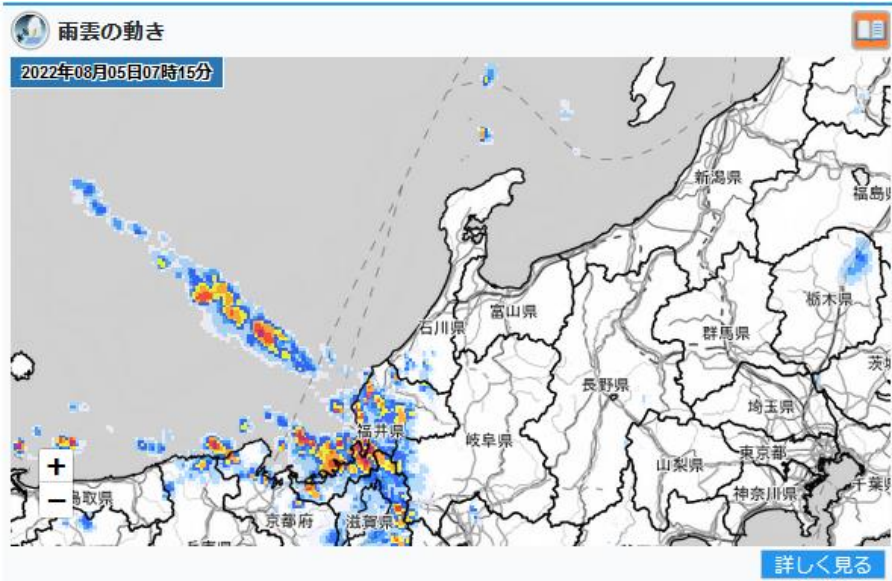 雨雲の動き
2022年08月05日07時15分
新潟県
福島
栃木県
富山県
石川県
群馬県
茨
長野県
埼玉県
福井県
岐阜県
東京都
山梨県
+
−
鳥取県
神奈川県
千葉
京都府
滋賀県
兵庫県
詳しく見る